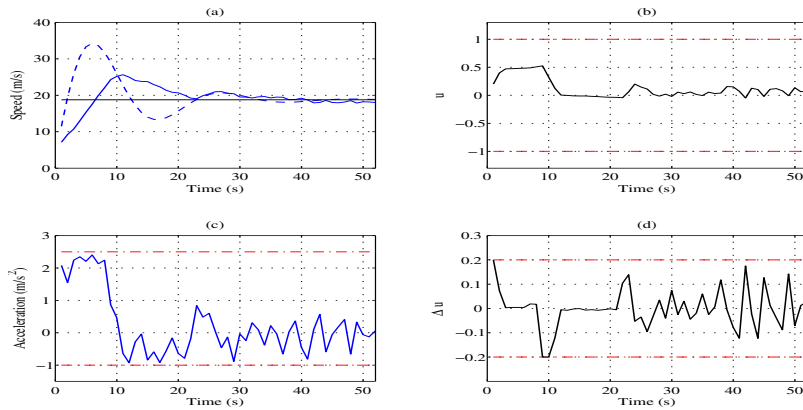 (a)
40
30
20
10
0
Speed (m/s)
0 10 20 30 40 50
Time (s)
(b)
1
0.5
0
−0.5
−1
u
0 10 20 30 40 50
Time (s)
(c)
3
2
1
0
−1
Accleration (m/s²)
0 10 20 30 40 50
Time (s)
(d)
0.3
0.2
0.1
0
−0.1
−0.2
−0.3
Δ u
0 10 20 30 40 50
Time (s)